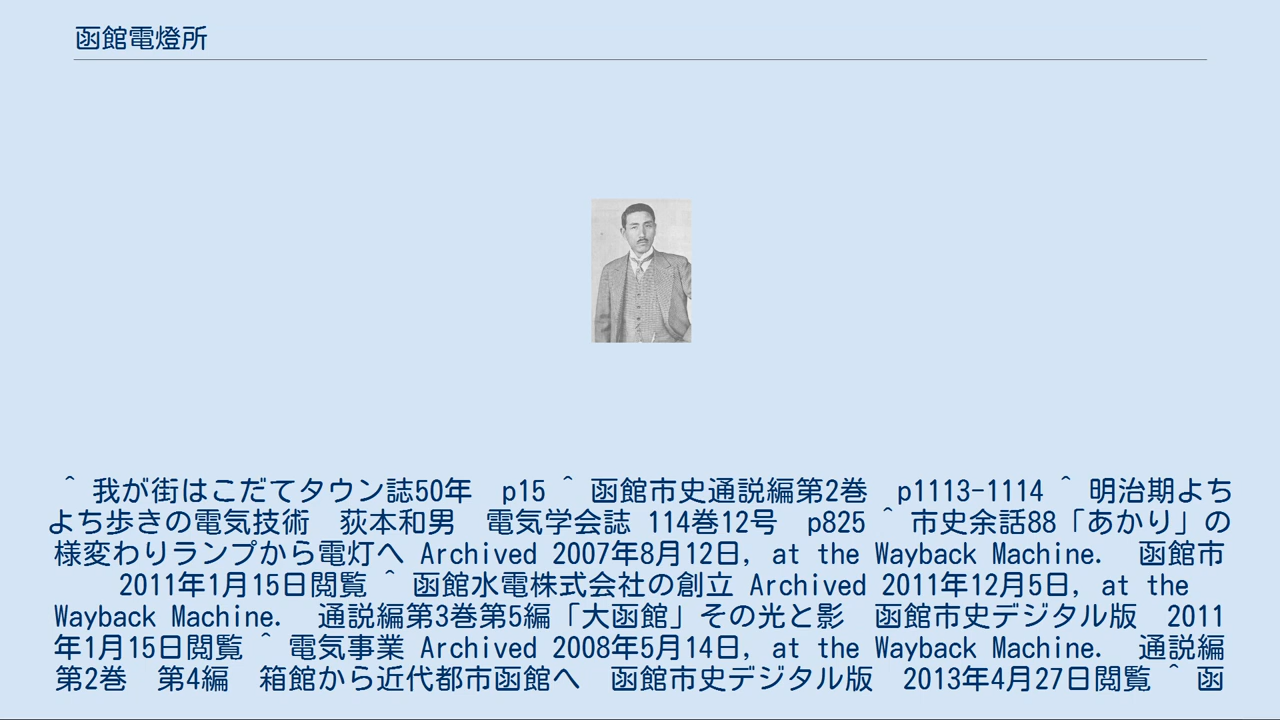 函館電燈所
^ 我が街はこだてタウン誌50年　p15 ^ 函館市史通説編第2巻　p1113-1114 ^ 明治期よち
よち歩きの電気技術　荻本和男　電気学会誌 114巻12号　p825 ^ 市史余話88「あかり」の
様変わりランプから電灯へ Archived 2007年8月12日, at the Wayback Machine.　函館市
2011年1月15日閲覧 ^ 函館水電株式会社の創立 Archived 2011年12月5日, at the
Wayback Machine.　通説編第3巻第5編「大函館」その光と影　函館市史デジタル版　2011
年1月15日閲覧 ^ 電気事業 Archived 2008年5月14日, at the Wayback Machine.　通説編
第2巻　第4編　箱館から近代都市函館へ　函館市史デジタル版　2013年4月27日閲覧 ^ 函